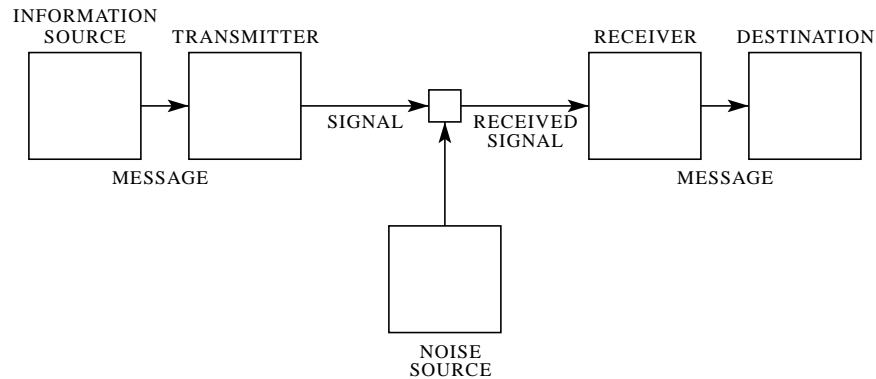 INFORMATION
SOURCE
TRANSMITTER
RECEIVER
DESTINATION
SIGNAL
RECEIVED
SIGNAL
MESSAGE
MESSAGE
NOISE
SOURCE